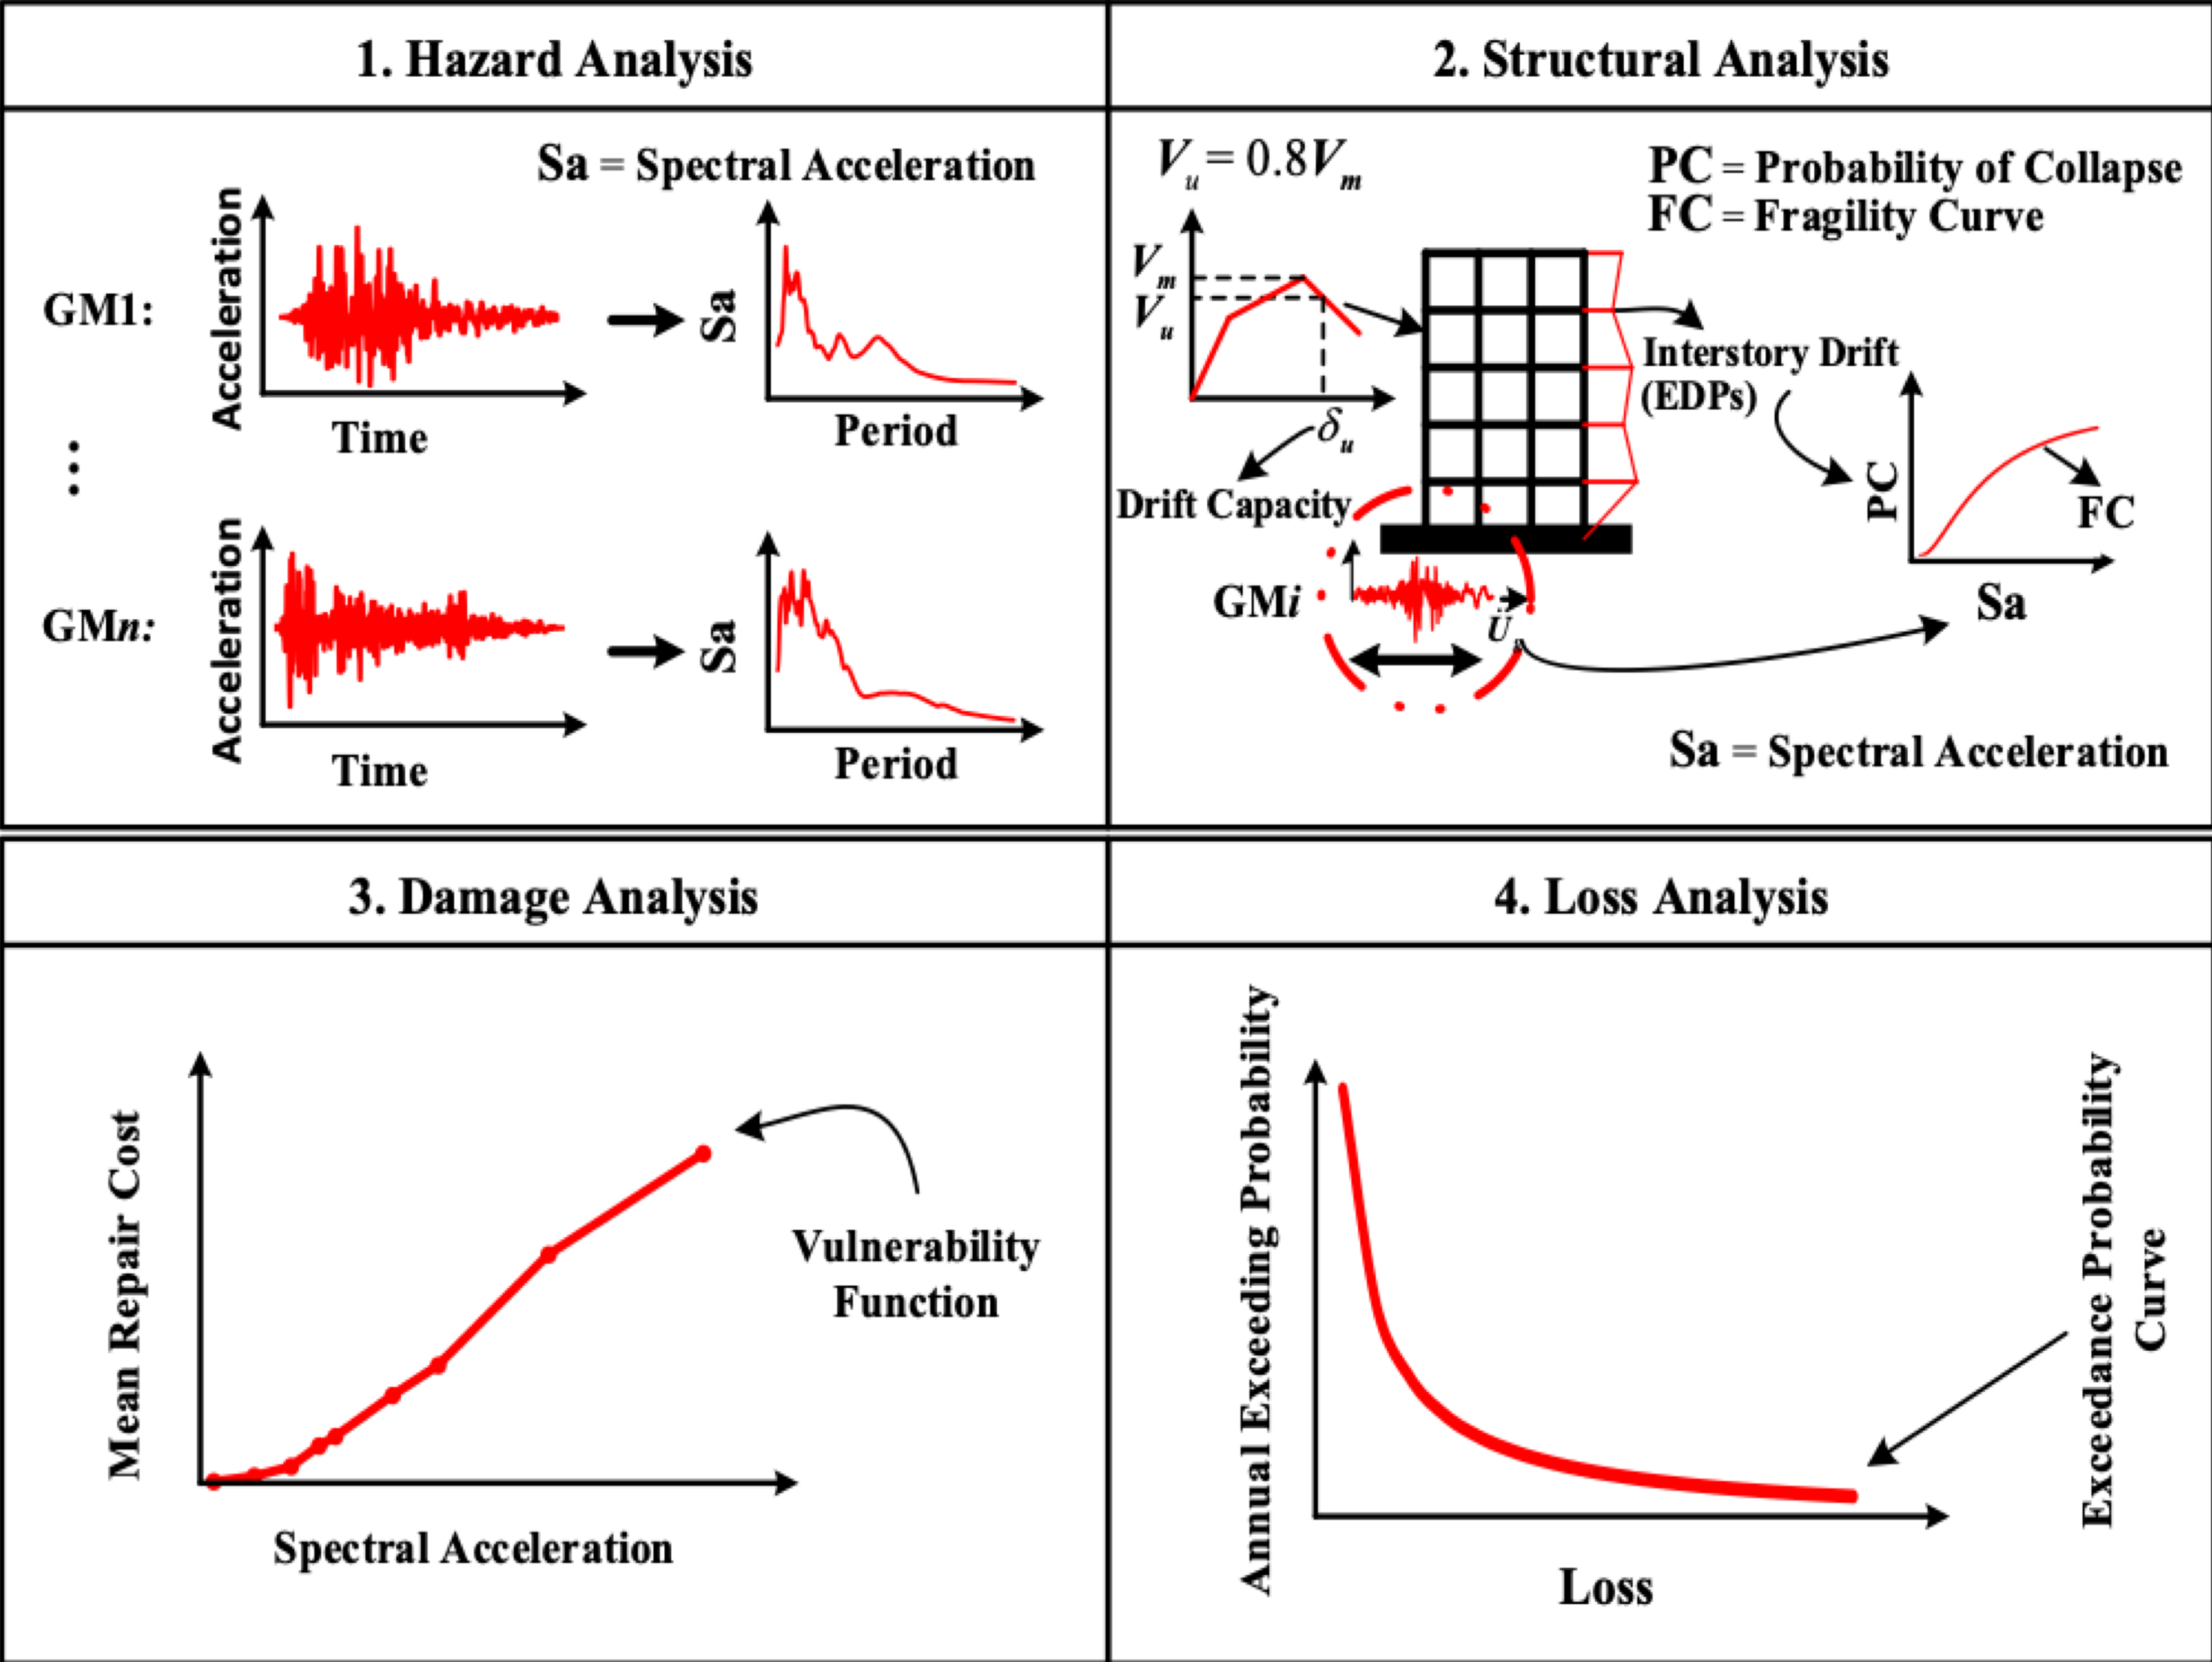 1. Hazard Analysis
Sa = Spectral Acceleration
GM1:
Acceleration
Time
Sa
Period
⋮
GMn:
Acceleration
Time
Sa
Period
2. Structural Analysis
Vu = 0.8Vm
PC = Probability of Collapse
FC = Fragility Curve
Vm
Vu
δu
Drift Capacity
Interstory Drift
(EDPs)
PC
FC
Sa
GMi
Ü
Sa = Spectral Acceleration
3. Damage Analysis
Mean Repair Cost
Vulnerability
Function
Spectral Acceleration
4. Loss Analysis
Annual Exceeding Probability
Exceedance Probability
Curve
Loss